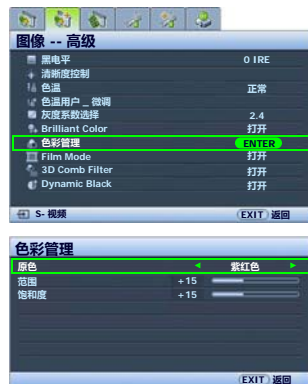 图像 -- 高级
黑电平 0 IRE
清晰度控制
色温 正常
色温用户 _ 微调
灰度系数选择 2.4
Brilliant Color 打开
色彩管理 ENTER
Film Mode 打开
3D Comb Filter 打开
Dynamic Black 打开
S- 视频 EXIT 返回
色彩管理
原色 紫红色
范围 +15
饱和度 +15
EXIT 返回